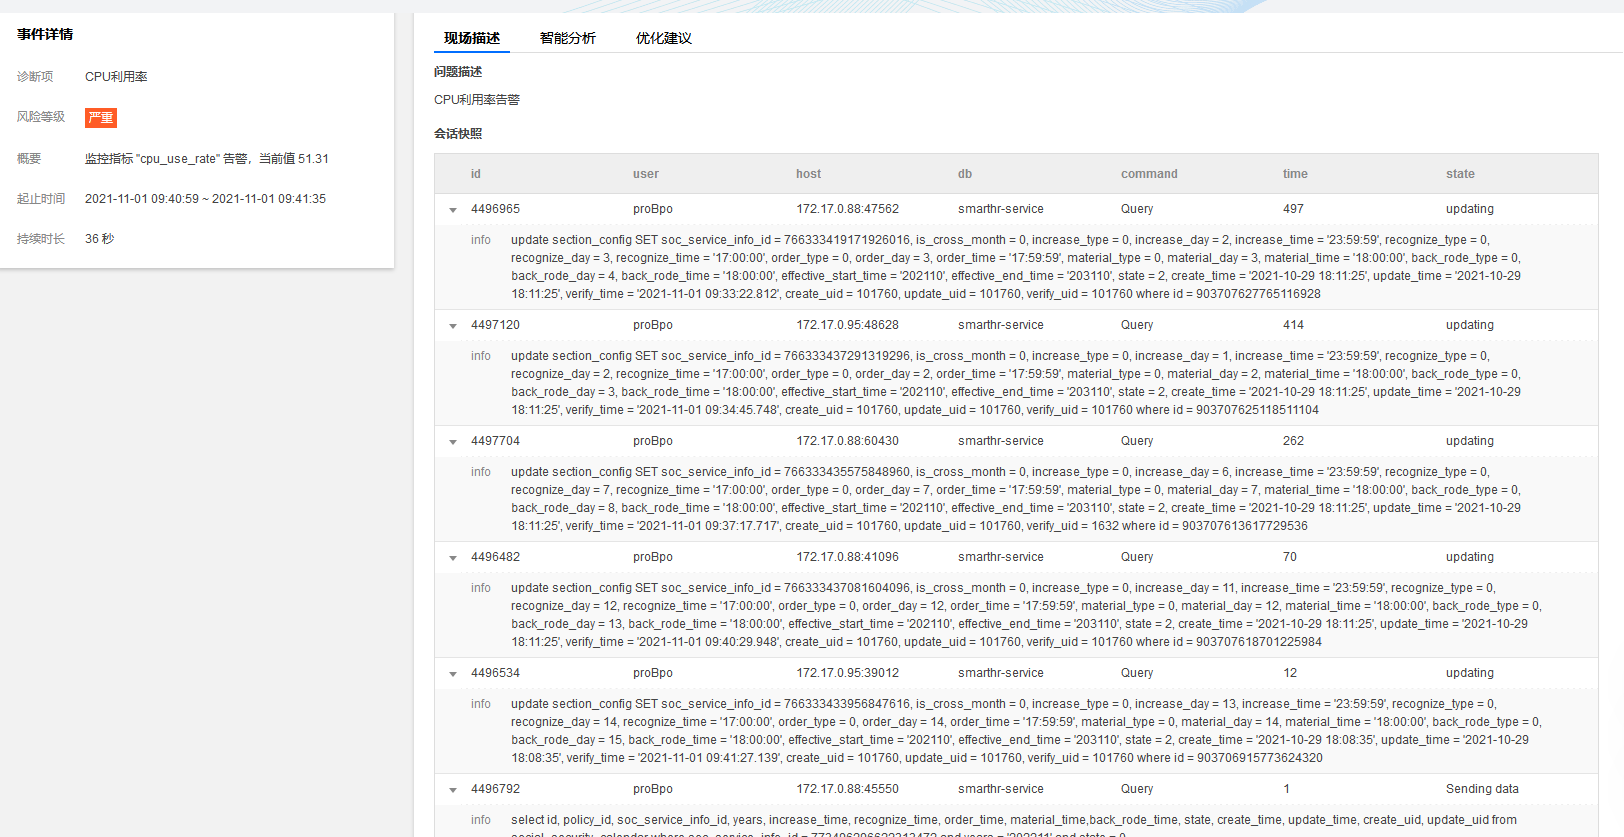 事件详情
诊断项 CPU利用率
风险等级 严重
概要 监控指标 "cpu_use_rate" 告警，当前值 51.31
起止时间 2021-11-01 09:40:59 ~ 2021-11-01 09:41:35
持续时长 36 秒
现场描述 智能分析 优化建议
问题描述
CPU利用率告警
会话快照
id user host db command time state
4496965 proBpo 172.17.0.88:47562 smarthr-service Query 497 updating
info update section_config SET soc_service_info_id = 766333419171926016, is_cross_month = 0, increase_type = 0, increase_day = 2, increase_time = '23:59:59', recognize_type = 0,
recognize_day = 3, recognize_time = '17:00:00', order_type = 0, order_day = 3, order_time = '17:59:59', material_type = 0, material_day = 3, material_time = '18:00:00', back_rode_type = 0,
back_rode_day = 4, back_rode_time = '18:00:00', effective_start_time = '202110', effective_end_time = '203110', state = 2, create_time = '2021-10-29 18:11:25', update_time = '2021-10-29
18:11:25', verify_time = '2021-11-01 09:33:22.812', create_uid = 101760, update_uid = 101760, verify_uid = 101760 where id = 903707627765116928
4497120 proBpo 172.17.0.95:48628 smarthr-service Query 414 updating
info update section_config SET soc_service_info_id = 766333437291319296, is_cross_month = 0, increase_type = 0, increase_day = 1, increase_time = '23:59:59', recognize_type = 0,
recognize_day = 2, recognize_time = '17:00:00', order_type = 0, order_day = 2, order_time = '17:59:59', material_type = 0, material_day = 2, material_time = '18:00:00', back_rode_type = 0,
back_rode_day = 3, back_rode_time = '18:00:00', effective_start_time = '202110', effective_end_time = '203110', state = 2, create_time = '2021-10-29 18:11:25', update_time = '2021-10-29
18:11:25', verify_time = '2021-11-01 09:34:45.748', create_uid = 101760, update_uid = 101760, verify_uid = 101760 where id = 903707625118511104
4497704 proBpo 172.17.0.88:60430 smarthr-service Query 262 updating
info update section_config SET soc_service_info_id = 766333435575848960, is_cross_month = 0, increase_type = 0, increase_day = 6, increase_time = '23:59:59', recognize_type = 0,
recognize_day = 7, recognize_time = '17:00:00', order_type = 0, order_day = 7, order_time = '17:59:59', material_type = 0, material_day = 7, material_time = '18:00:00', back_rode_type = 0,
back_rode_day = 8, back_rode_time = '18:00:00', effective_start_time = '202110', effective_end_time = '203110', state = 2, create_time = '2021-10-29 18:11:25', update_time = '2021-10-29
18:11:25', verify_time = '2021-11-01 09:37:17.717', create_uid = 101760, update_uid = 101760, verify_uid = 1632 where id = 903707613617729536
4496482 proBpo 172.17.0.88:41096 smarthr-service Query 70 updating
info update section_config SET soc_service_info_id = 766333437081604096, is_cross_month = 0, increase_type = 0, increase_day = 11, increase_time = '23:59:59', recognize_type = 0,
recognize_day = 12, recognize_time = '17:00:00', order_type = 0, order_day = 12, order_time = '17:59:59', material_type = 0, material_day = 12, material_time = '18:00:00', back_rode_type = 0,
back_rode_day = 13, back_rode_time = '18:00:00', effective_start_time = '202110', effective_end_time = '203110', state = 2, create_time = '2021-10-29 18:11:25', update_time = '2021-10-29
18:11:25', verify_time = '2021-11-01 09:40:29.948', create_uid = 101760, update_uid = 101760, verify_uid = 101760 where id = 903707618701225984
4496534 proBpo 172.17.0.95:39012 smarthr-service Query 12 updating
info update section_config SET soc_service_info_id = 766333433956847616, is_cross_month = 0, increase_type = 0, increase_day = 13, increase_time = '23:59:59', recognize_type = 0,
recognize_day = 14, recognize_time = '17:00:00', order_type = 0, order_day = 14, order_time = '17:59:59', material_type = 0, material_day = 14, material_time = '18:00:00', back_rode_type = 0,
back_rode_day = 15, back_rode_time = '18:00:00', effective_start_time = '202110', effective_end_time = '203110', state = 2, create_time = '2021-10-29 18:08:35', update_time = '2021-10-29
18:08:35', verify_time = '2021-11-01 09:41:27.139', create_uid = 101760, update_uid = 101760, verify_uid = 101760 where id = 903706915773624320
4496792 proBpo 172.17.0.88:45550 smarthr-service Query 1 Sending data
info select id, policy_id, soc_service_info_id, years, increase_time, recognize_time, order_time, material_time,back_rode_time, state, create_time, update_time, create_uid, update_uid from